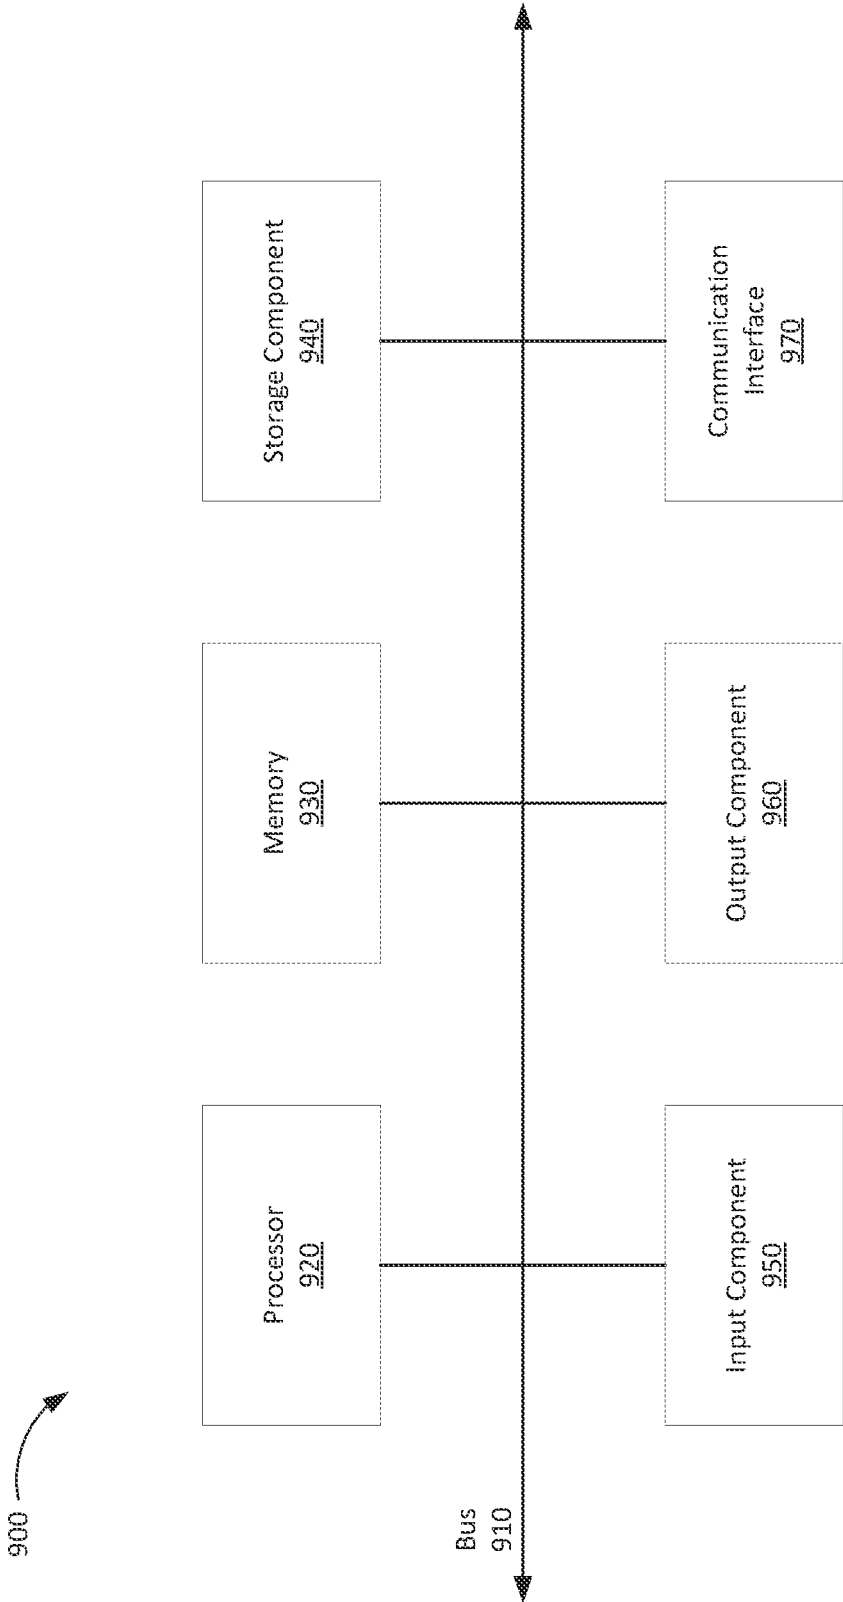 900
Processor
920
Memory
930
Storage Component
940
Bus
910
Input Component
950
Output Component
960
Communication
Interface
970